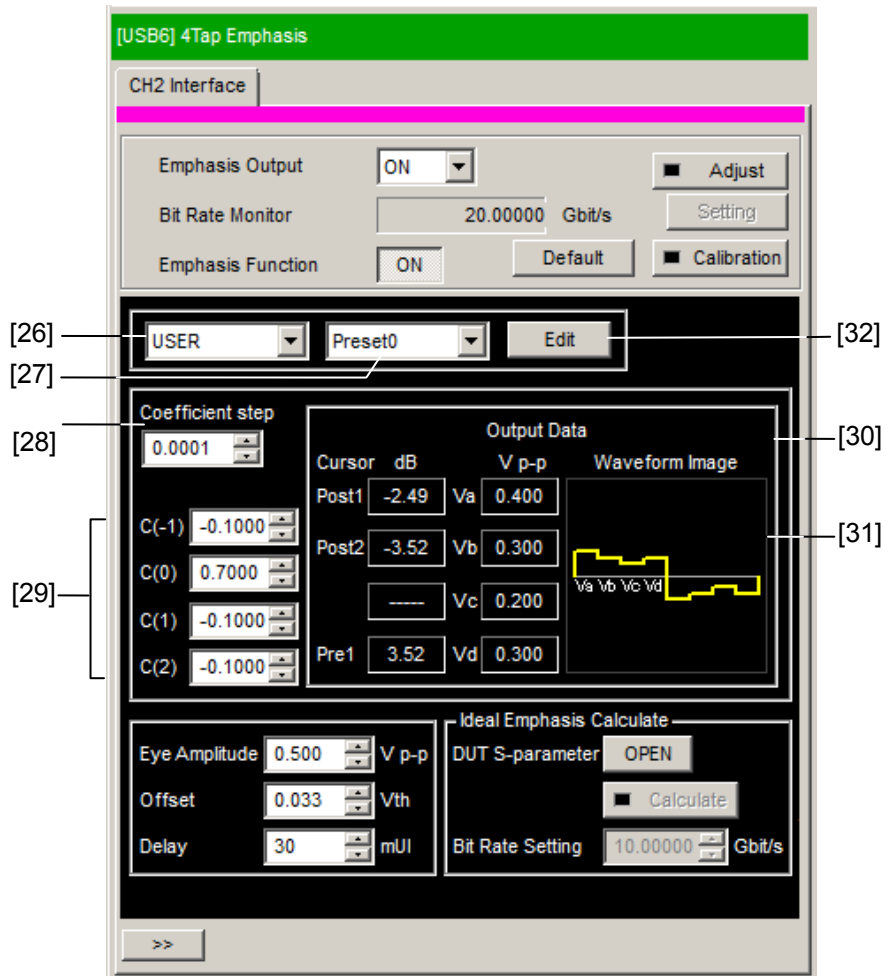 [USB6] 4Tap Emphasis
CH2 Interface
Emphasis Output ON Adjust
Bit Rate Monitor 20.00000 Gbit/s Setting
Emphasis Function ON Default Calibration
[26] USER Preset0 Edit [32]
[27]
Coefficient step
[28] 0.0001
Output Data [30]
Cursor dB V p-p Waveform Image
Post1 -2.49 Va 0.400
C(-1) -0.1000
Post2 -3.52 Vb 0.300 [31]
C(0) 0.7000
Va Vb Vc Vd
[29]
----- Vc 0.200
C(1) -0.1000
Pre1 3.52 Vd 0.300
C(2) -0.1000
Ideal Emphasis Calculate
Eye Amplitude 0.500 V p-p DUT S-parameter OPEN
Offset 0.033 Vth Calculate
Delay 30 mUI Bit Rate Setting 10.00000 Gbit/s
>>